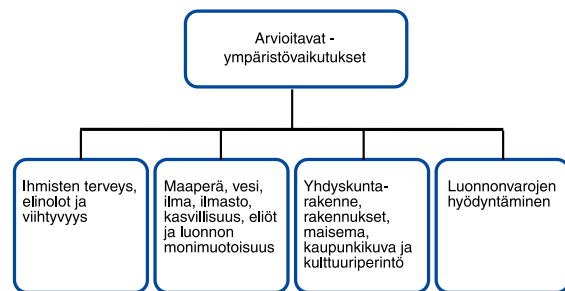 Arvioitavat -
ympäristövaikutukset
Ihmisten terveys,
elinolot ja
viihtyvyys
Maaperä, vesi,
ilma, ilmasto,
kasvillisuus, eliöt
ja luonnon
monimuotoisuus
Yhdyskunta-
rakenne,
rakennukset,
maisema,
kaupunkikuva ja
kulttuuriperintö
Luonnonvarojen
hyödyntäminen